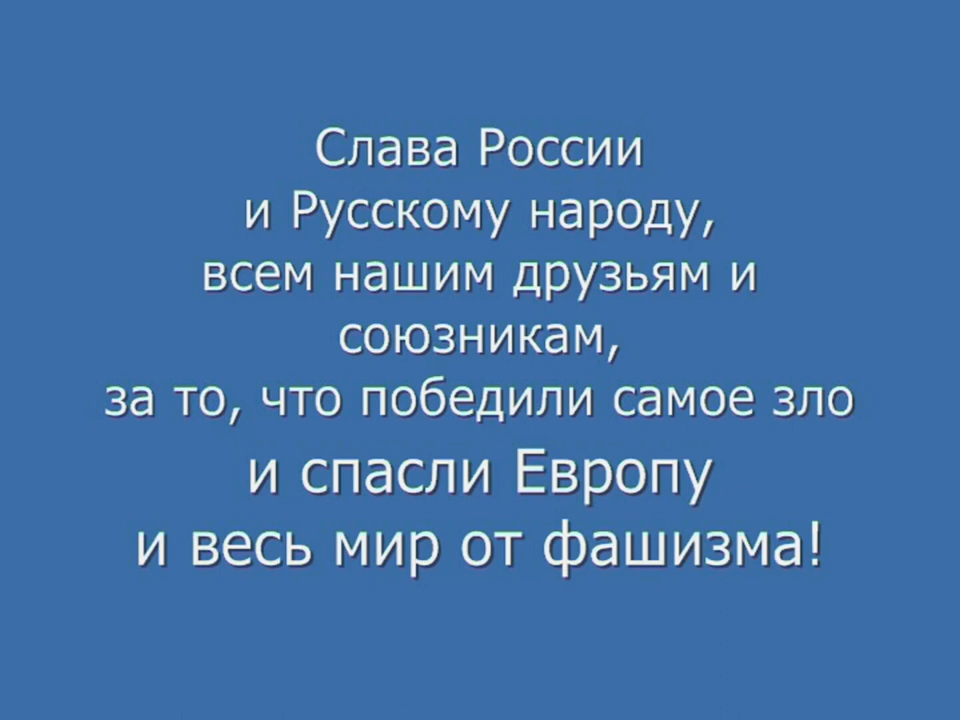 Слава России
и Русскому народу,
всем нашим друзьям и
союзникам,
за то, что победили самое зло
и спасли Европу
и весь мир от фашизма!